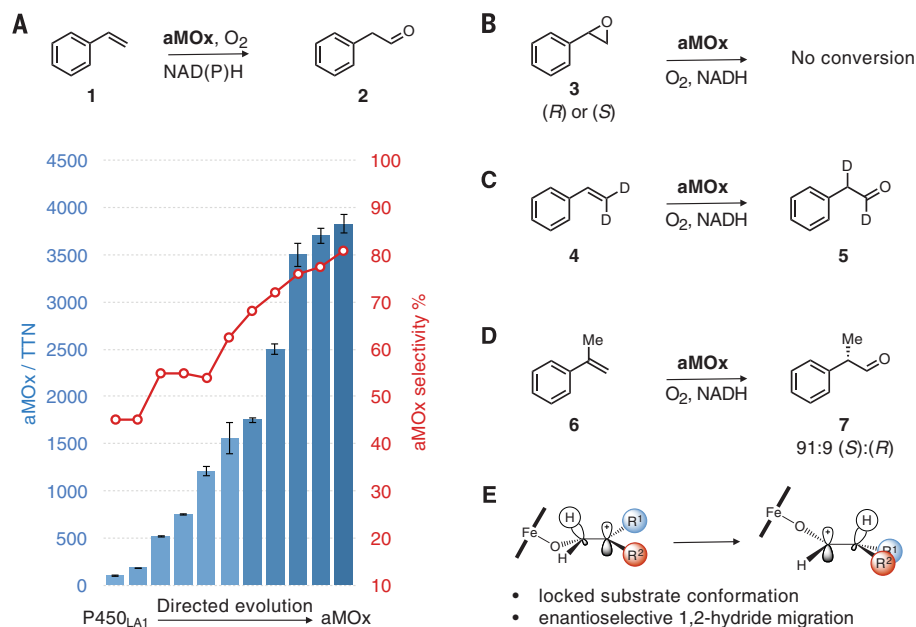 A
aMOx, O₂
NAD(P)H
O
1
2
4500
4000
3500
3000
2500
2000
1500
1000
500
0
aMOx / TTN
100
90
80
70
60
50
40
30
20
10
aMOx selectivity %
P450LA1
Directed evolution
aMOx
B
O
aMOx
O₂, NADH
No conversion
3
(R) or (S)
C
D
D
aMOx
O₂, NADH
D
O
D
4
5
D
Me
aMOx
O₂, NADH
Me
O
6
7
91:9 (S):(R)
E
Fe
O
H
H
+
R¹
R²
Fe
O
H
+
H
R¹
R²
• locked substrate conformation
• enantioselective 1,2-hydride migration